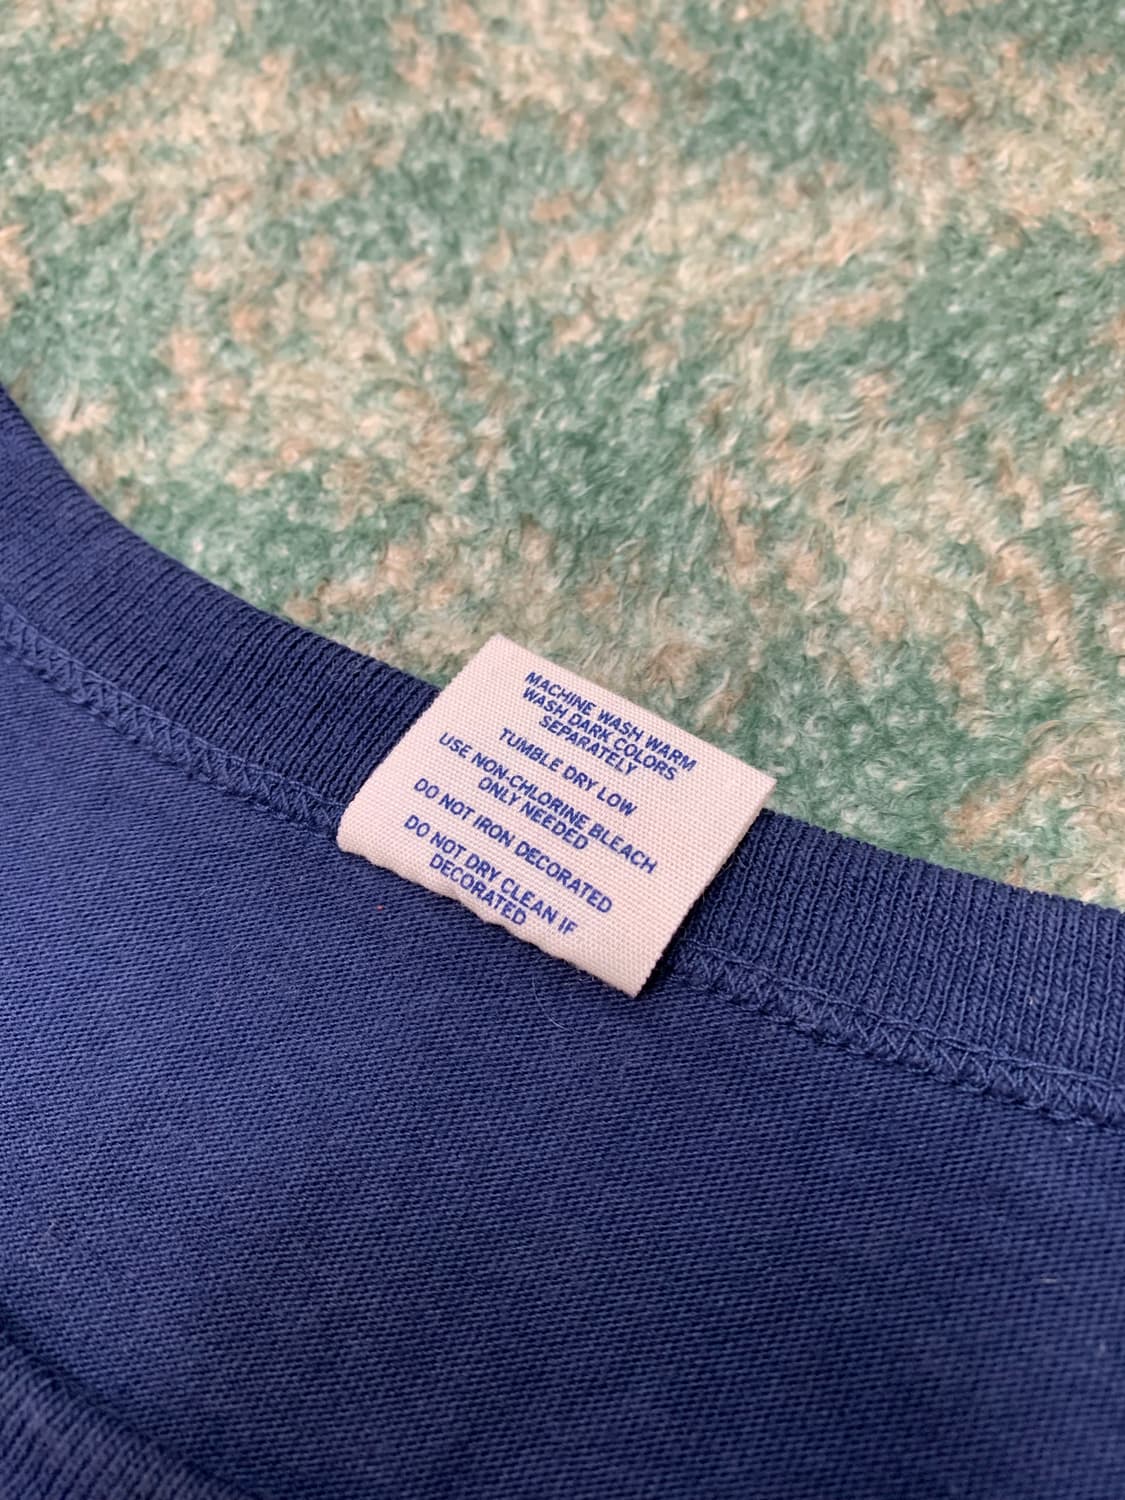 MACHINE WASH WARM
WASH DARK COLORS
SEPARATELY
TUMBLE DRY LOW
USE NON-CHLORINE BLEACH
ONLY NEEDED
DO NOT IRON DECORATED
DO NOT DRY CLEAN IF
DECORATED